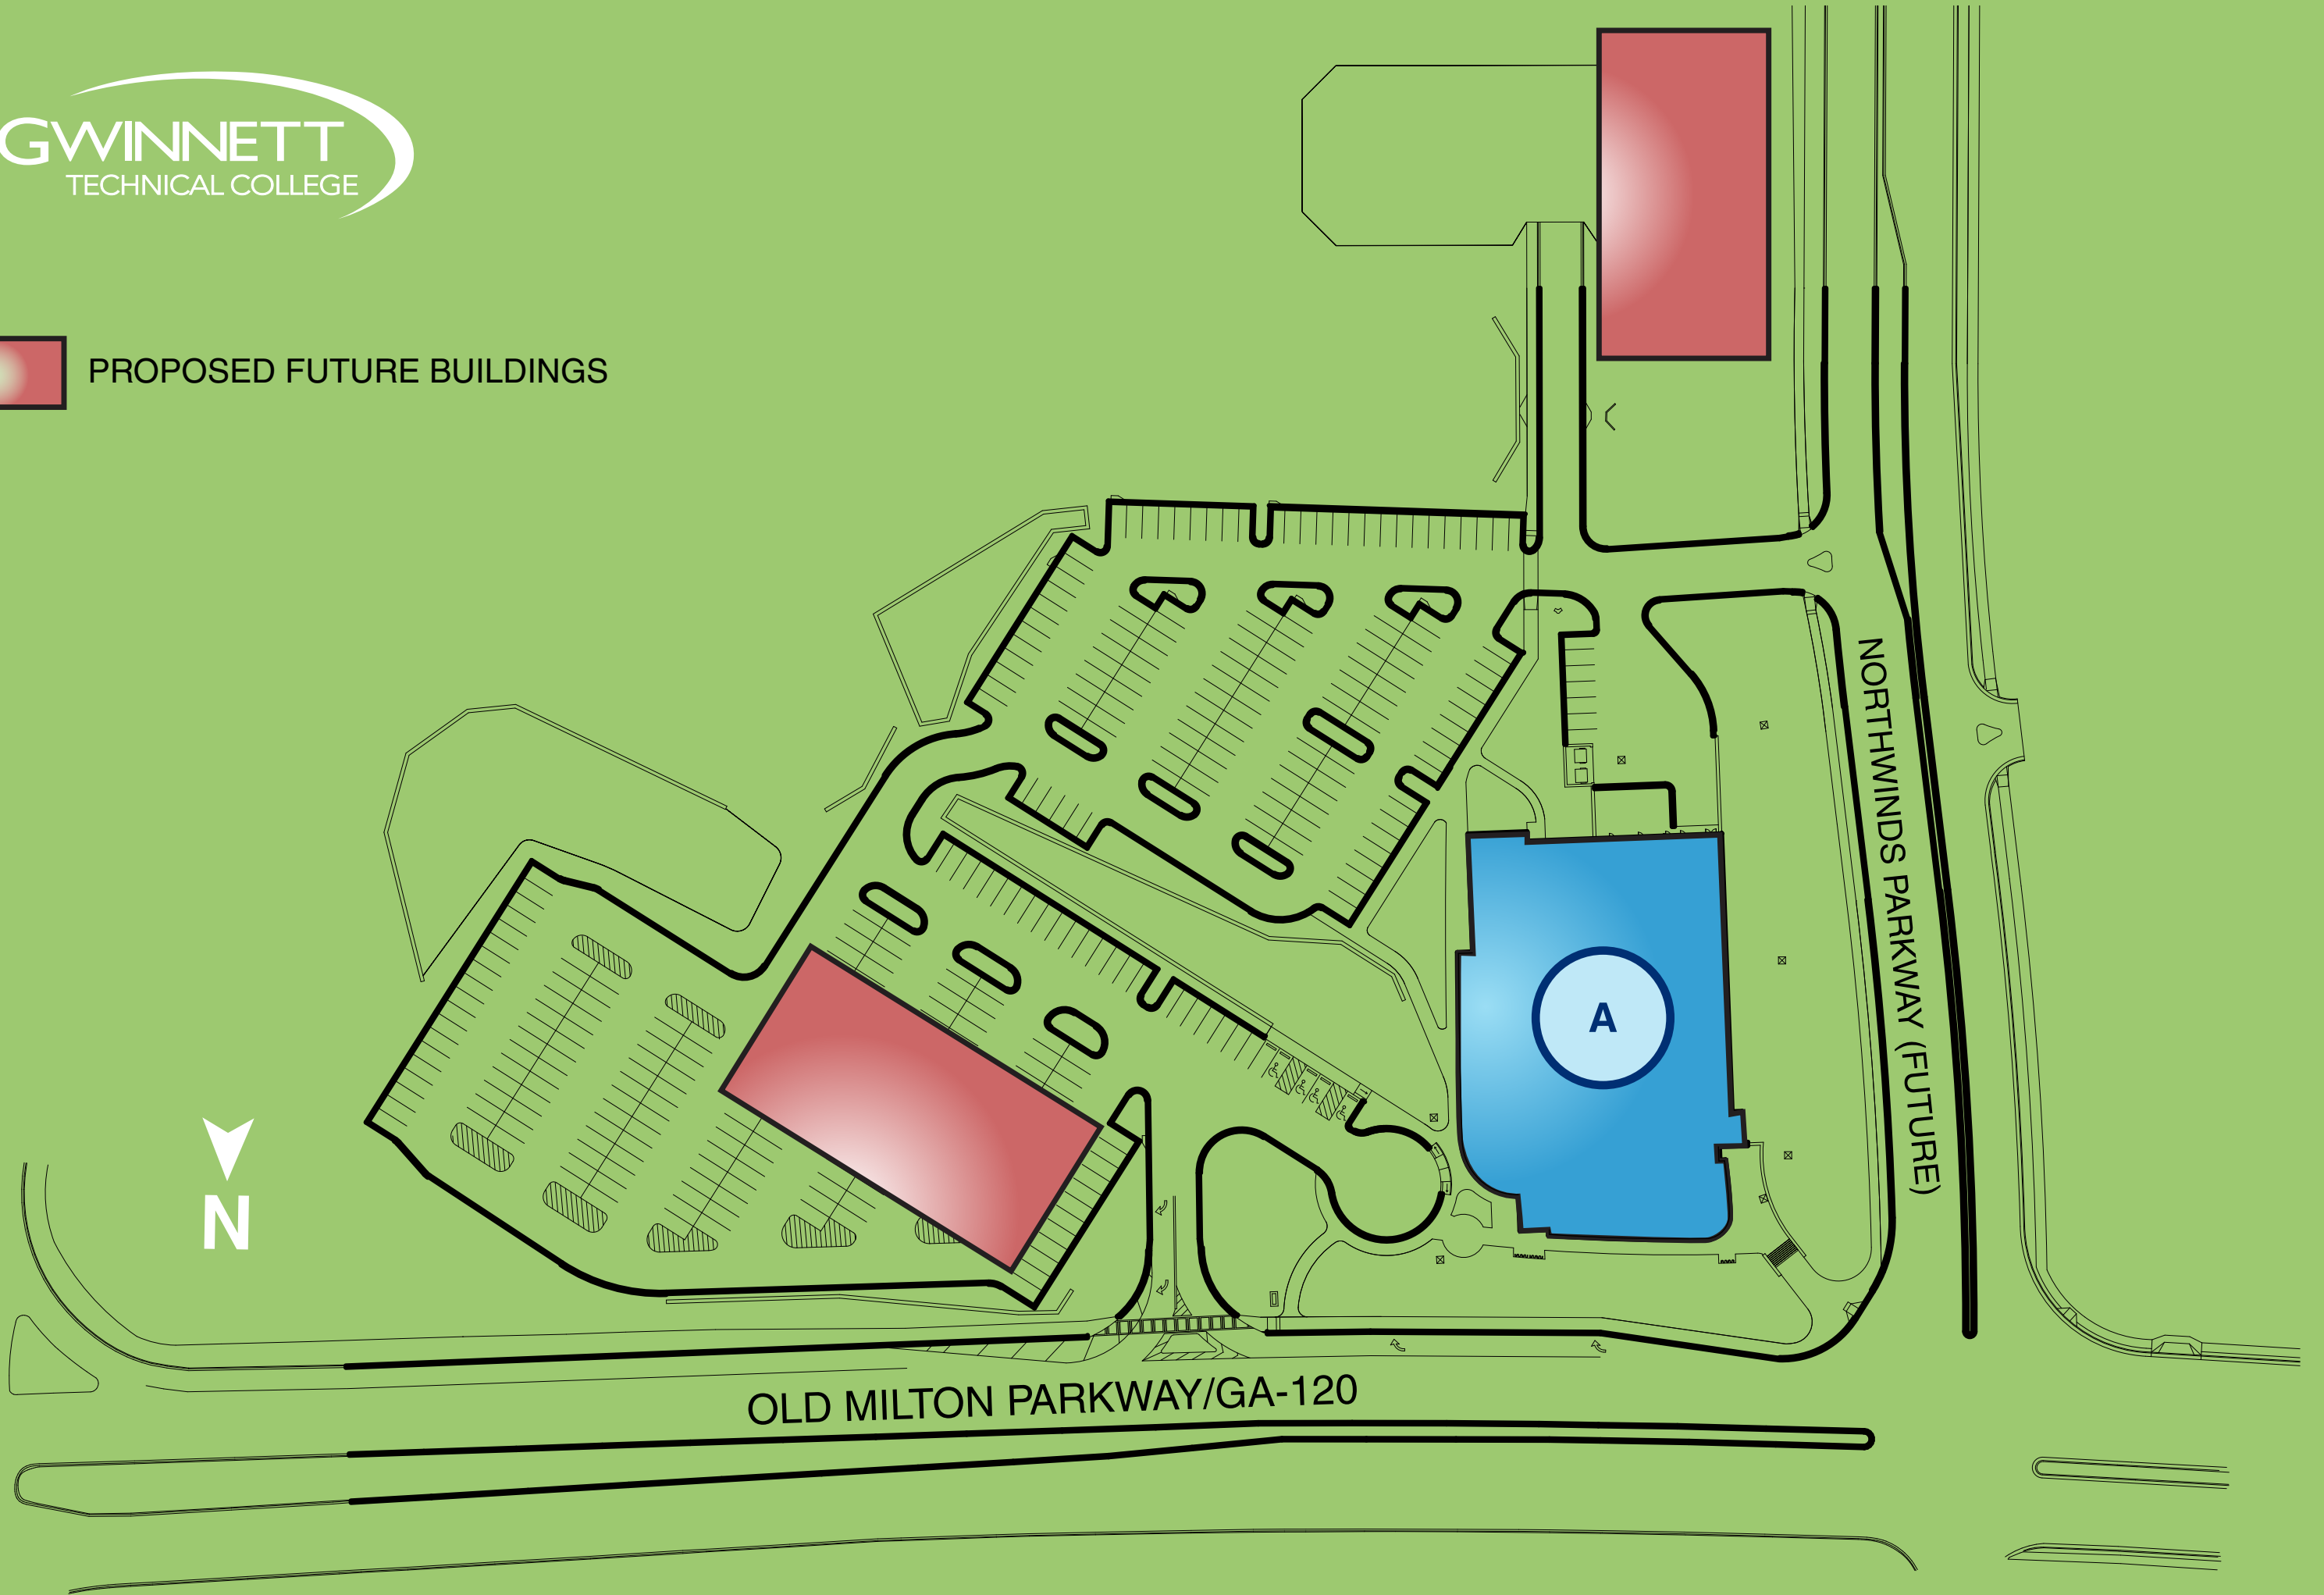 GWINNETT
TECHNICAL COLLEGE
PROPOSED FUTURE BUILDINGS
NORTHWINDS PARKWAY (FUTURE)
A
N
OLD MILTON PARKWAY/GA-120